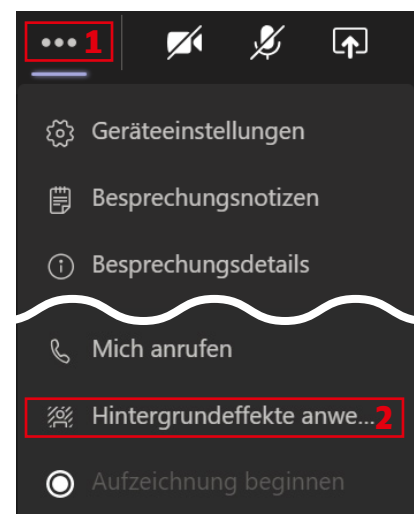 ••• 1
Geräteeinstellungen
Besprechungsnotizen
Besprechungsdetails
Mich anrufen
Hintergrundeffekte anwe...2
Aufzeichnung beginnen